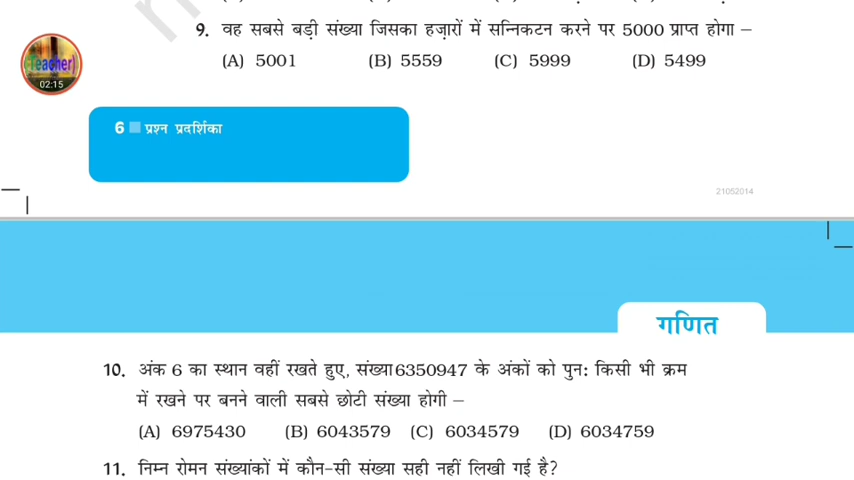 9. वह सबसे बड़ी संख्या जिसका हज़ारों में सन्निकटन करने पर 5000 प्राप्त होगा –
(A) 5001 (B) 5559 (C) 5999 (D) 5499
Teacher
02:15
6 प्रश्न प्रदर्शिका
21052014
गणित
10. अंक 6 का स्थान वहीं रखते हुए, संख्या 6350947 के अंकों को पुन: किसी भी क्रम
में रखने पर बनने वाली सबसे छोटी संख्या होगी –
(A) 6975430 (B) 6043579 (C) 6034579 (D) 6034759
11. निम्न रोमन संख्यांकों में कौन-सी संख्या सही नहीं लिखी गई है?